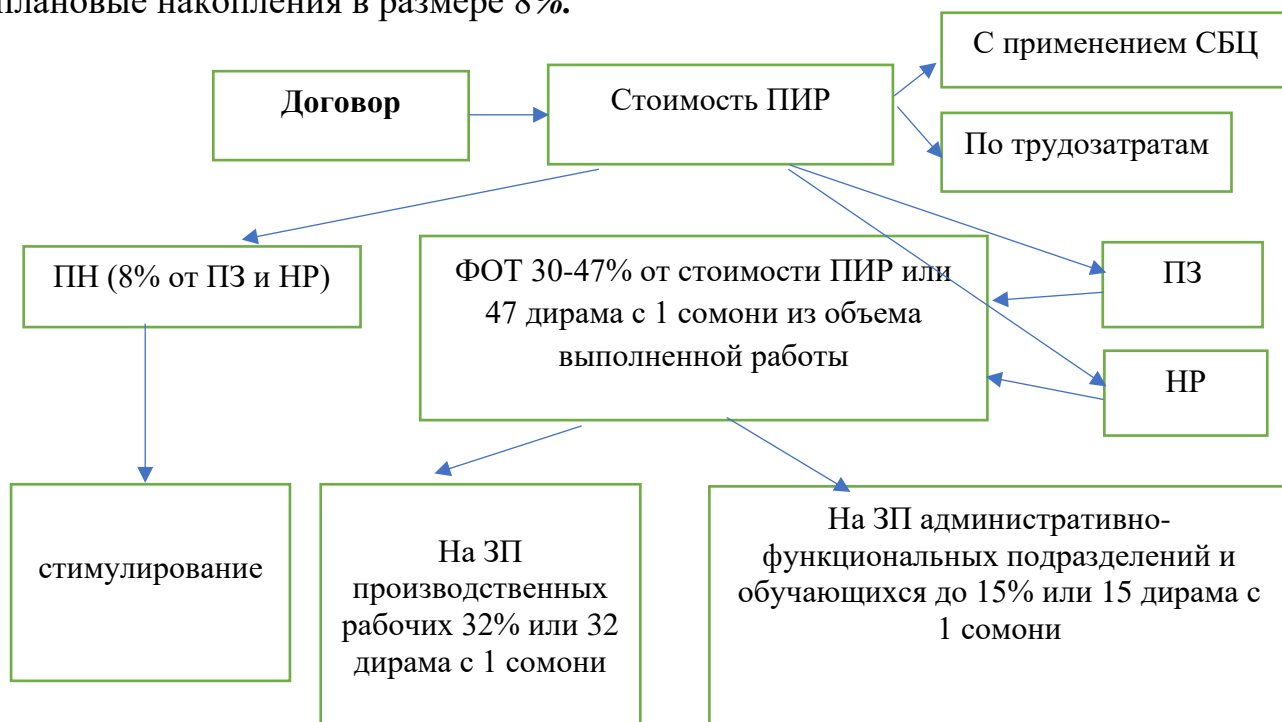 плановые накопления в размере 8%.
С применением СБЦ
Договор
Стоимость ПИР
По трудозатратам
ПН (8% от ПЗ и НР)
ФОТ 30-47% от стоимости ПИР или
47 дирама с 1 сомони из объема
выполненной работы
ПЗ
НР
стимулирование
На ЗП
производственных
рабочих 32% или 32
дирама с 1 сомони
На ЗП административно-
функциональных подразделений и
обучающихся до 15% или 15 дирама с
1 сомони